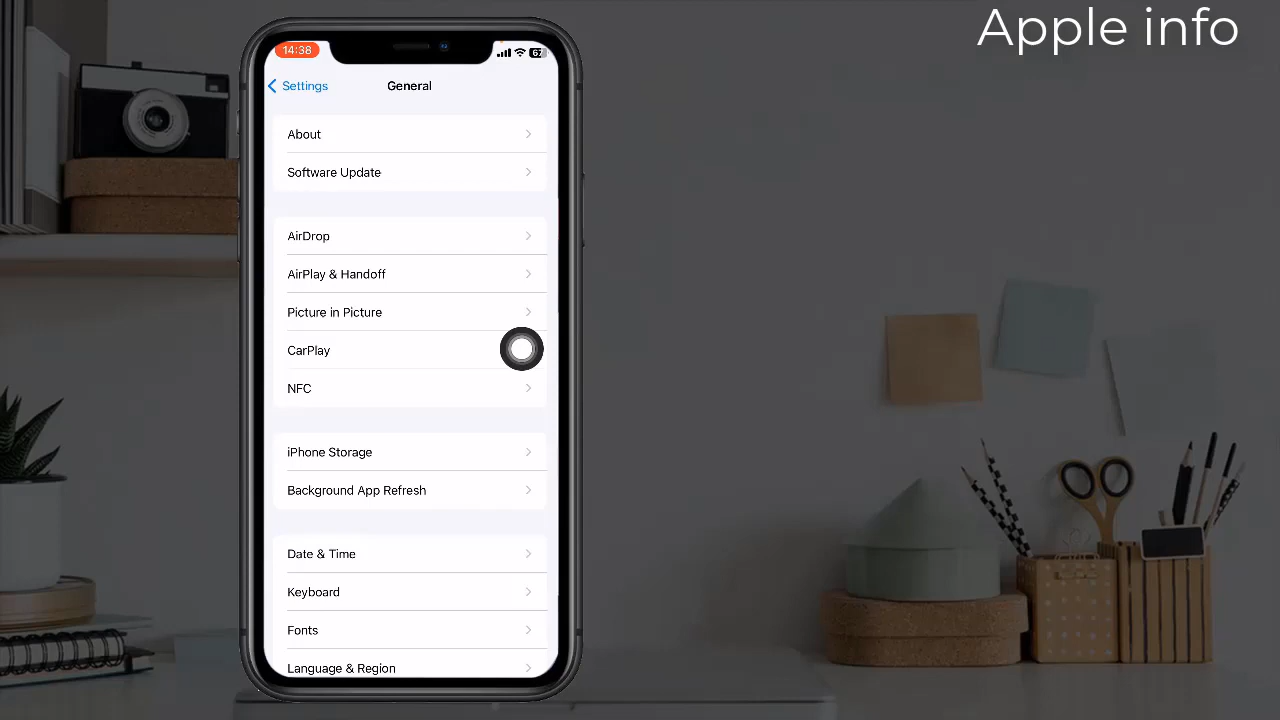 Apple info
14:38
67
Settings
General
About
Software Update
AirDrop
AirPlay & Handoff
Picture in Picture
CarPlay
NFC
iPhone Storage
Background App Refresh
Date & Time
Keyboard
Fonts
Language & Region